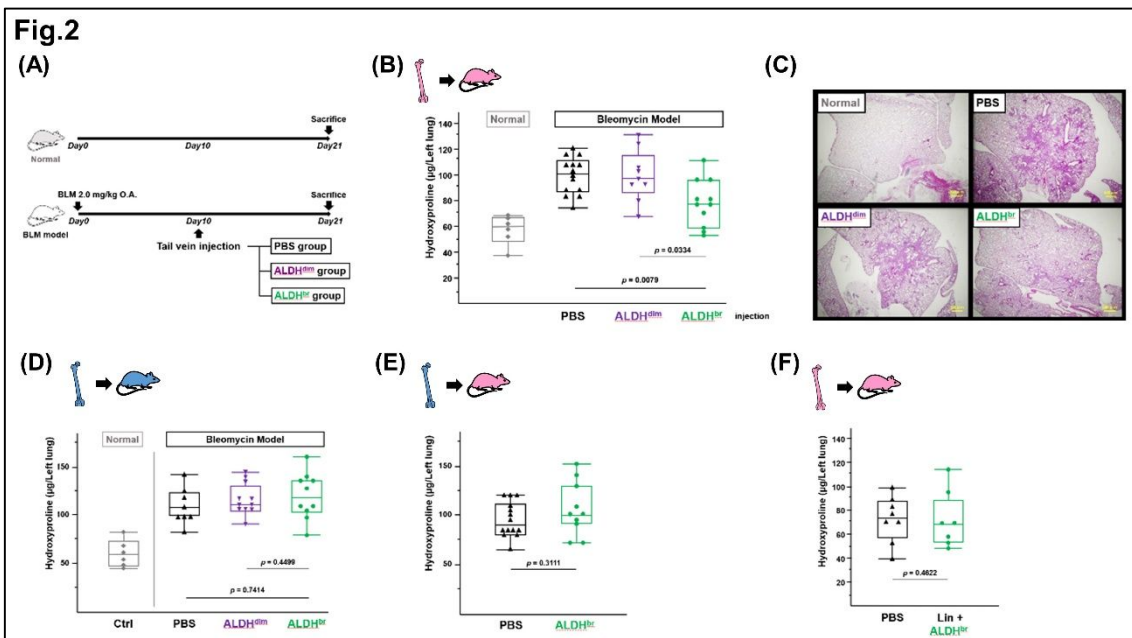 Fig.2
(A)
Sacrifice
Day0 Day10 Day21
Normal
BLM 2.0 mg/kg O.A.
Sacrifice
Day0 Day10 Day21
BLM model
Tail vein injection
PBS group
ALDHdim group
ALDHbr group
(B)
Normal
Bleomycin Model
Hydroxyproline (µg/Left lung)
140
120
100
80
60
40
20
p = 0.0334
p = 0.0079
PBS ALDHdim ALDHbr injection
(C)
Normal
PBS
ALDHdim
ALDHbr
(D)
Normal
Bleomycin Model
Hydroxyproline (µg/Left lung)
150
100
50
p = 0.4499
p = 0.7414
Ctrl PBS ALDHdim ALDHbr
(E)
Hydroxyproline (µg/Left lung)
150
100
50
p = 0.3111
PBS ALDHbr
(F)
Hydroxyproline (µg/Left lung)
140
120
100
80
60
40
20
p = 0.4622
PBS Lin +
ALDHbr